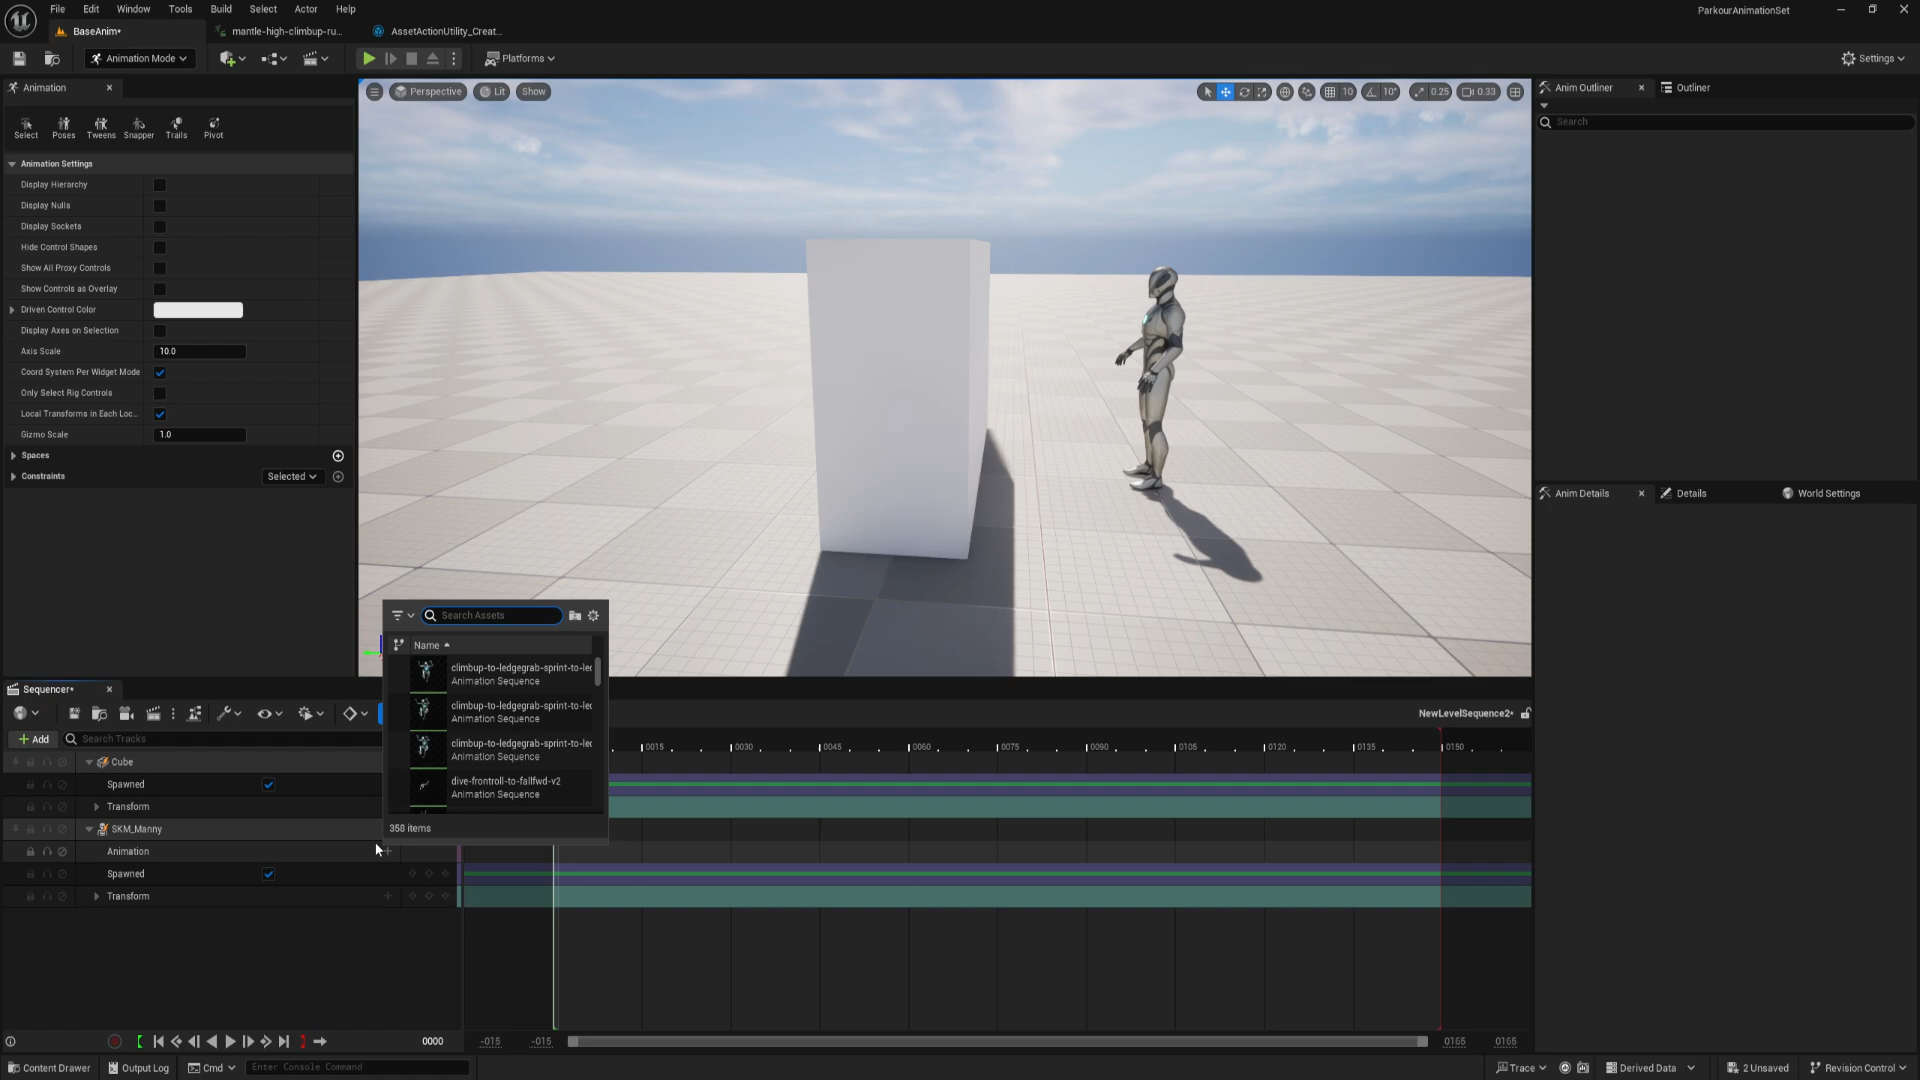 File Edit Window Tools Build Select Actor Help
ParkourAnimationSet
BaseAnim*
mantle-high-climbup-ru...
AssetActionUtility_Creat...
Animation Mode
Platforms
Settings
Animation
Perspective
Lit
Show
10
10°
0.25
0.33
Anim Outliner
Outliner
Search
Select
Poses
Tweens
Snapper
Trails
Pivot
Animation Settings
Display Hierarchy
Display Nulls
Display Sockets
Hide Control Shapes
Show All Proxy Controls
Show Controls as Overlay
Driven Control Color
Display Axes on Selection
Axis Scale 10.0
Coord System Per Widget Mode
Only Select Rig Controls
Local Transforms in Each Loc...
Gizmo Scale 1.0
Spaces
Constraints Selected
Anim Details
Details
World Settings
Search Assets
Name
climbup-to-ledgegrab-sprint-to-led
Animation Sequence
climbup-to-ledgegrab-sprint-to-led
Animation Sequence
climbup-to-ledgegrab-sprint-to-led
Animation Sequence
dive-frontroll-to-fallfwd-v2
Animation Sequence
358 items
Sequencer*
NewLevelSequence2*
Add
Search Tracks
0015 0030 0045 0060 0075 0090 0105 0120 0135 0150
Cube
Spawned
Transform
SKM_Manny
Animation
Spawned
Transform
0000 -015 -015 0165 0165
Content Drawer
Output Log
Cmd
Enter Console Command
Trace
Derived Data
2 Unsaved
Revision Control